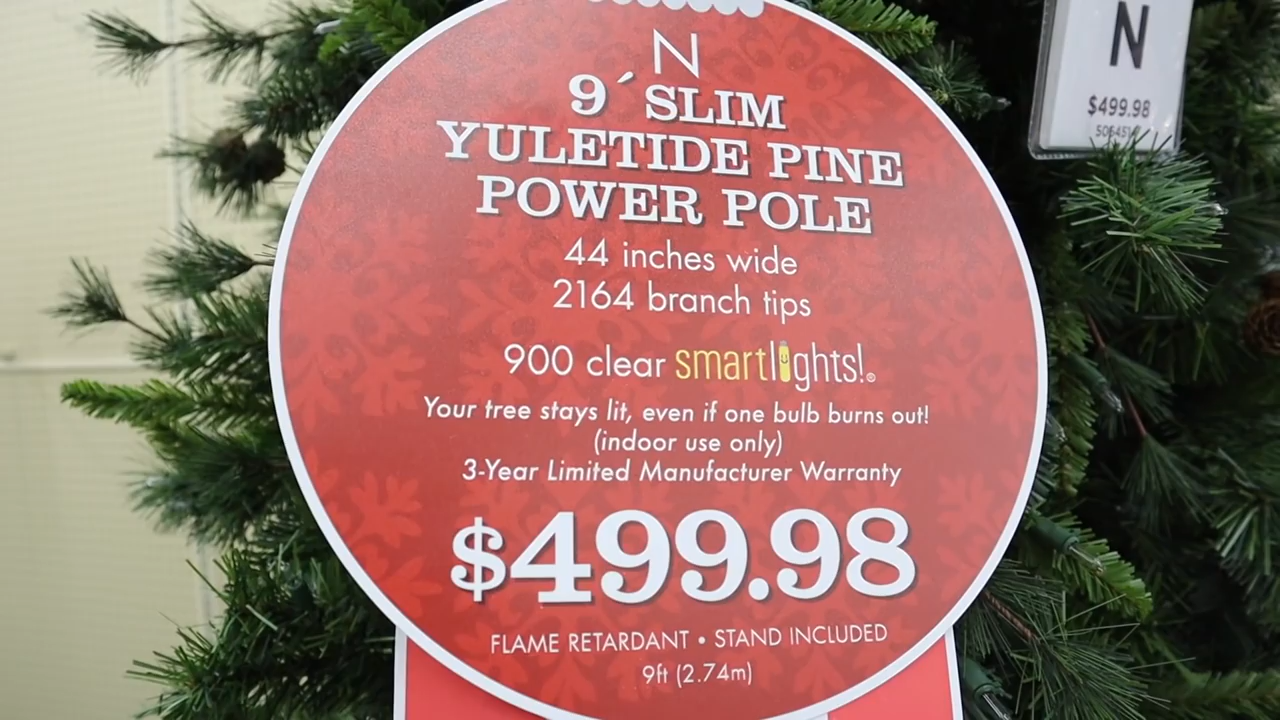 N
9´ SLIM
YULETIDE PINE
POWER POLE
44 inches wide
2164 branch tips
900 clear smartlights!®
Your tree stays lit, even if one bulb burns out!
(indoor use only)
3-Year Limited Manufacturer Warranty
$499.98
FLAME RETARDANT • STAND INCLUDED
9ft (2.74m)
N
$499.98